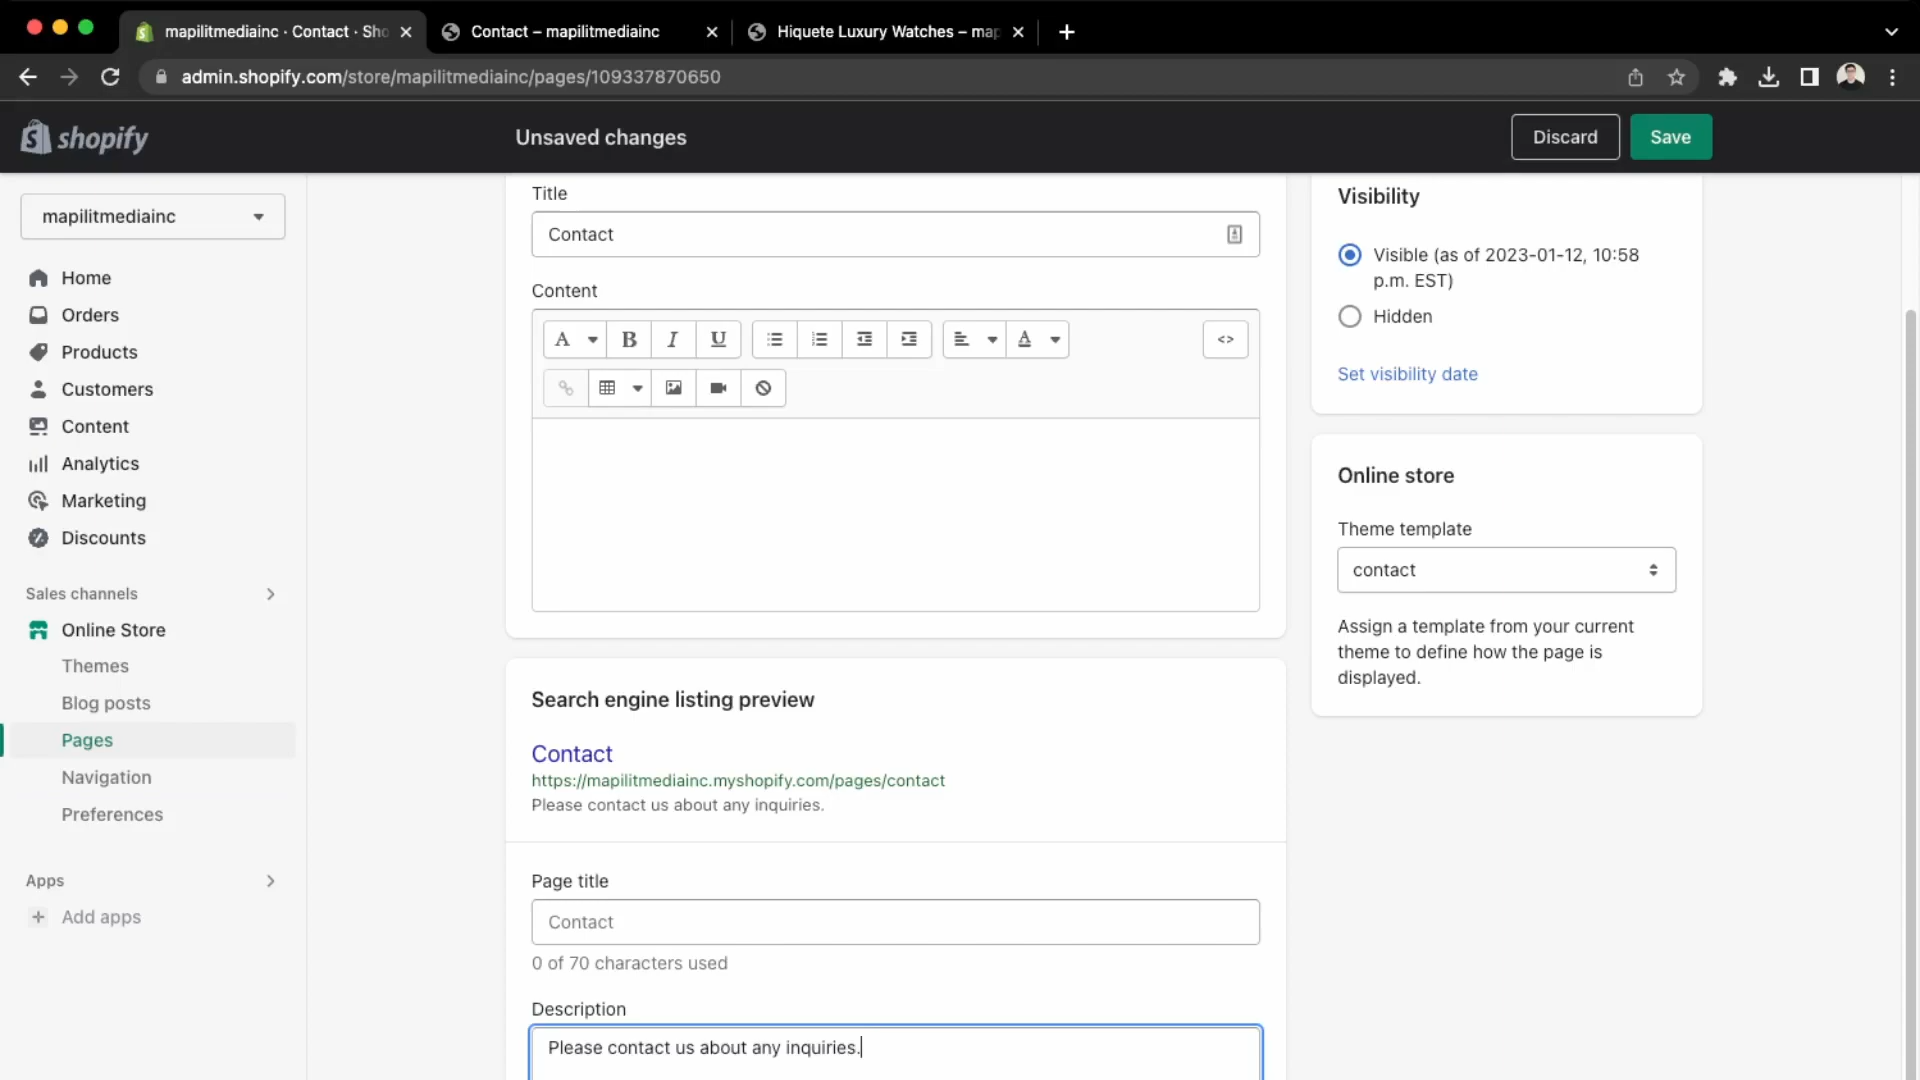 mapilitmediainc · Contact · Sho
Contact – mapilitmediainc
Hiquete Luxury Watches – map
admin.shopify.com/store/mapilitmediainc/pages/109337870650
shopify
Unsaved changes
Discard
Save
mapilitmediainc
Home
Orders
Products
Customers
Content
Analytics
Marketing
Discounts
Sales channels
Online Store
Themes
Blog posts
Pages
Navigation
Preferences
Apps
Add apps
Title
Contact
Content
A
B
I
U
A
<>
Search engine listing preview
Contact
https://mapilitmediainc.myshopify.com/pages/contact
Please contact us about any inquiries.
Page title
Contact
0 of 70 characters used
Description
Please contact us about any inquiries.
Visibility
Visible (as of 2023-01-12, 10:58
p.m. EST)
Hidden
Set visibility date
Online store
Theme template
contact
Assign a template from your current
theme to define how the page is
displayed.